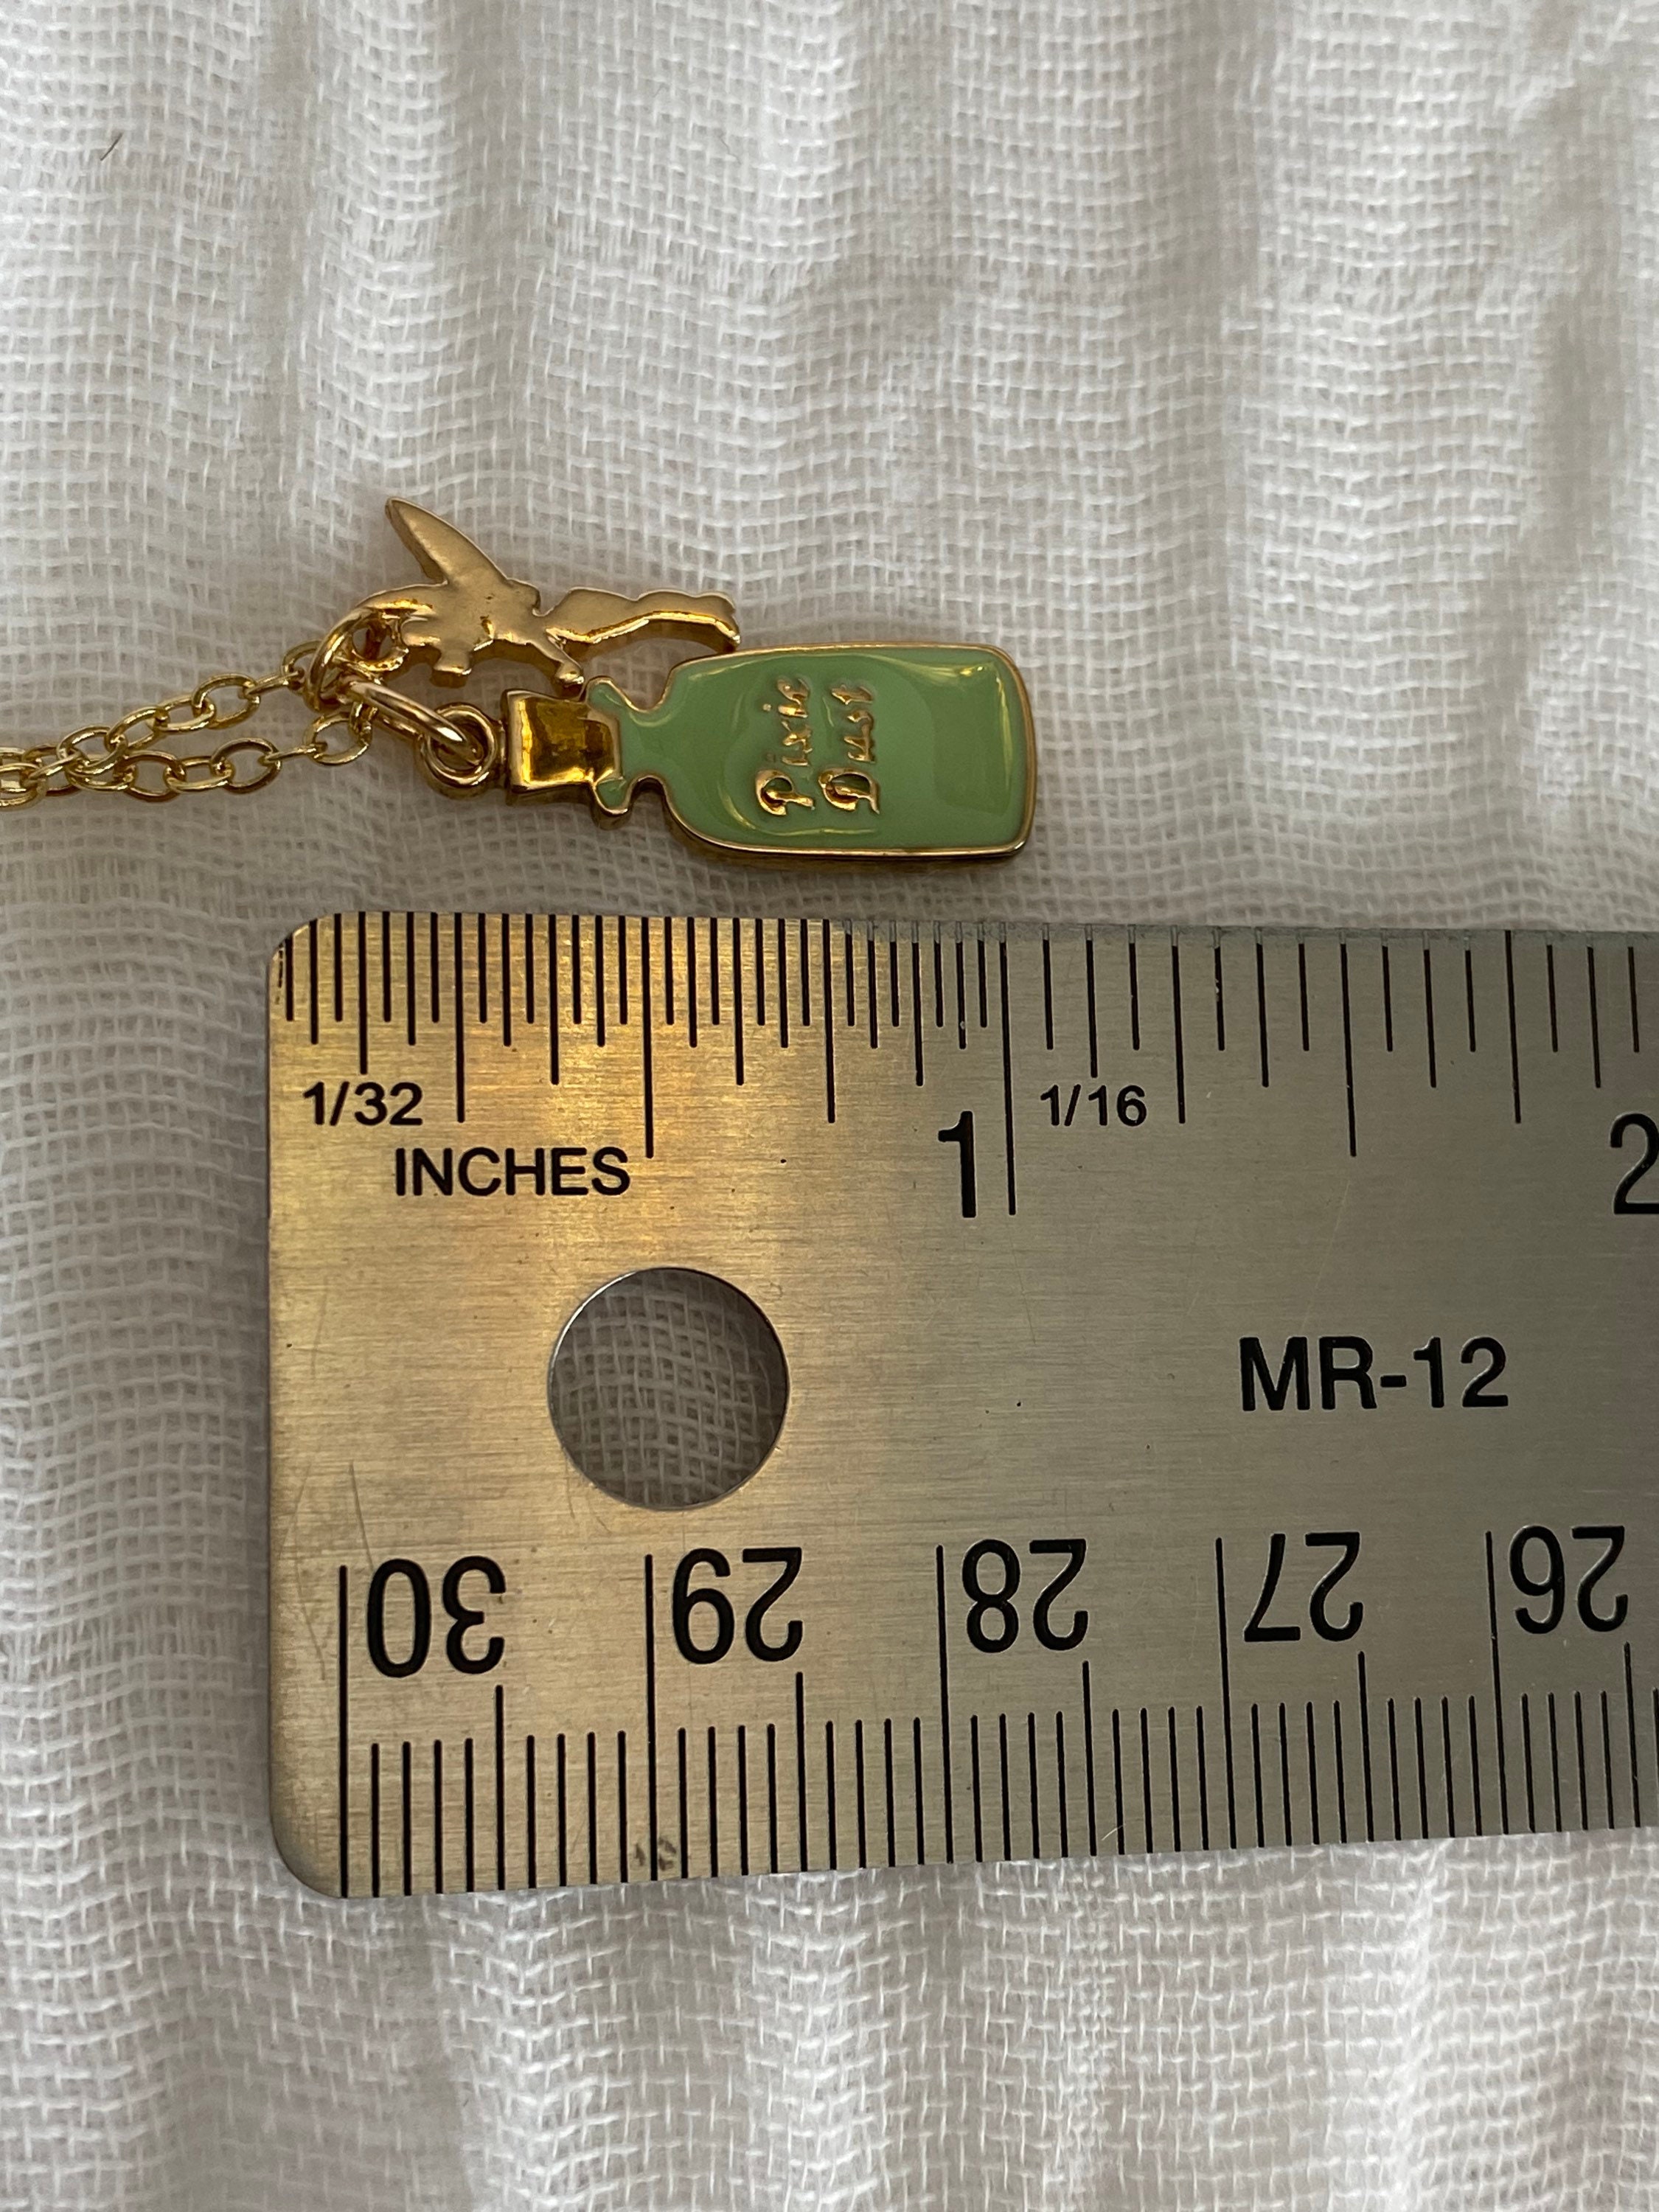 Pixie
Dust
1/32
1/16
1
2
INCHES
MR-12
30
29
28
27
26